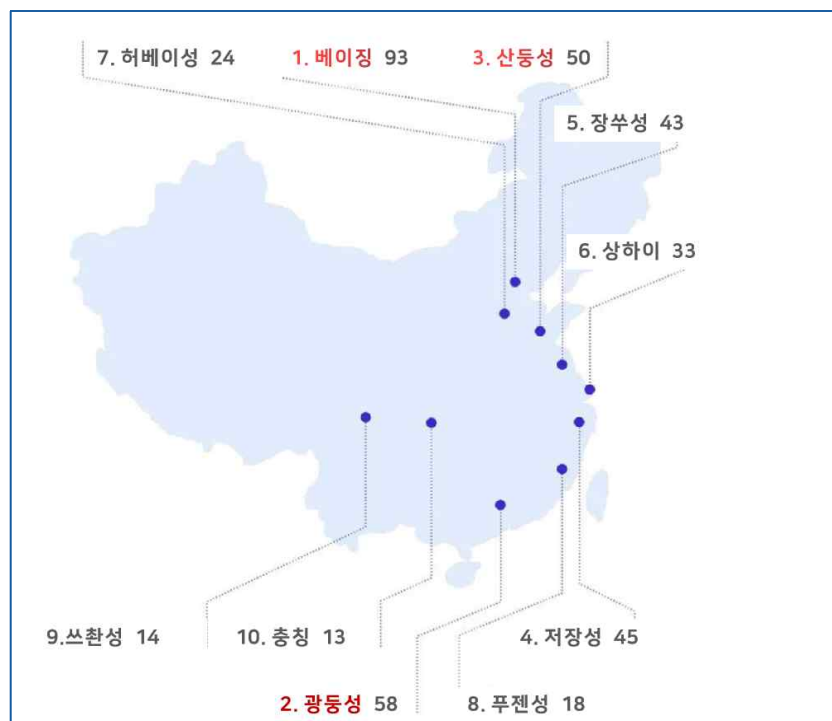 7. 허베이성 24 1. 베이징 93 3. 산둥성 50
5. 장쑤성 43
6. 상하이 33
9.쓰촨성 14 10. 충칭 13 4. 저장성 45
2. 광둥성 58 8. 푸젠성 18